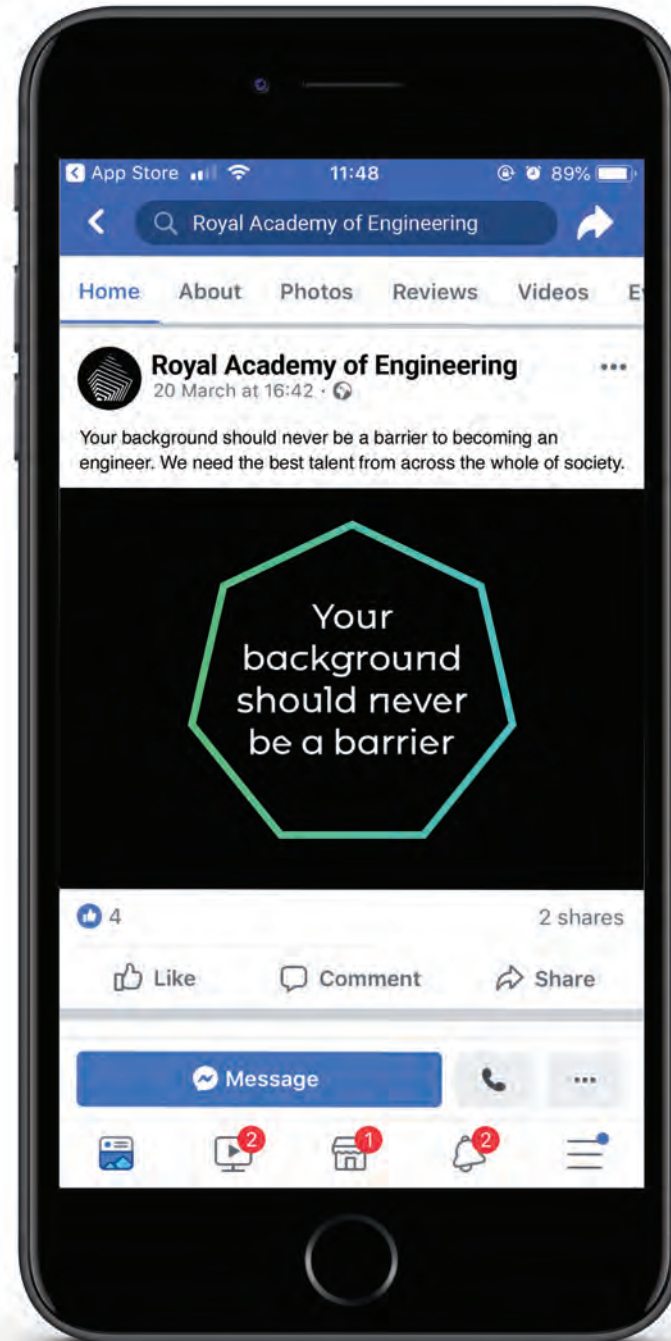 App Store 11:48 89%
Royal Academy of Engineering
Home About Photos Reviews Videos E
Royal Academy of Engineering
20 March at 16:42 ·
Your background should never be a barrier to becoming an
engineer. We need the best talent from across the whole of society.
Your
background
should never
be a barrier
4 2 shares
Like Comment Share
Message
2 1 2